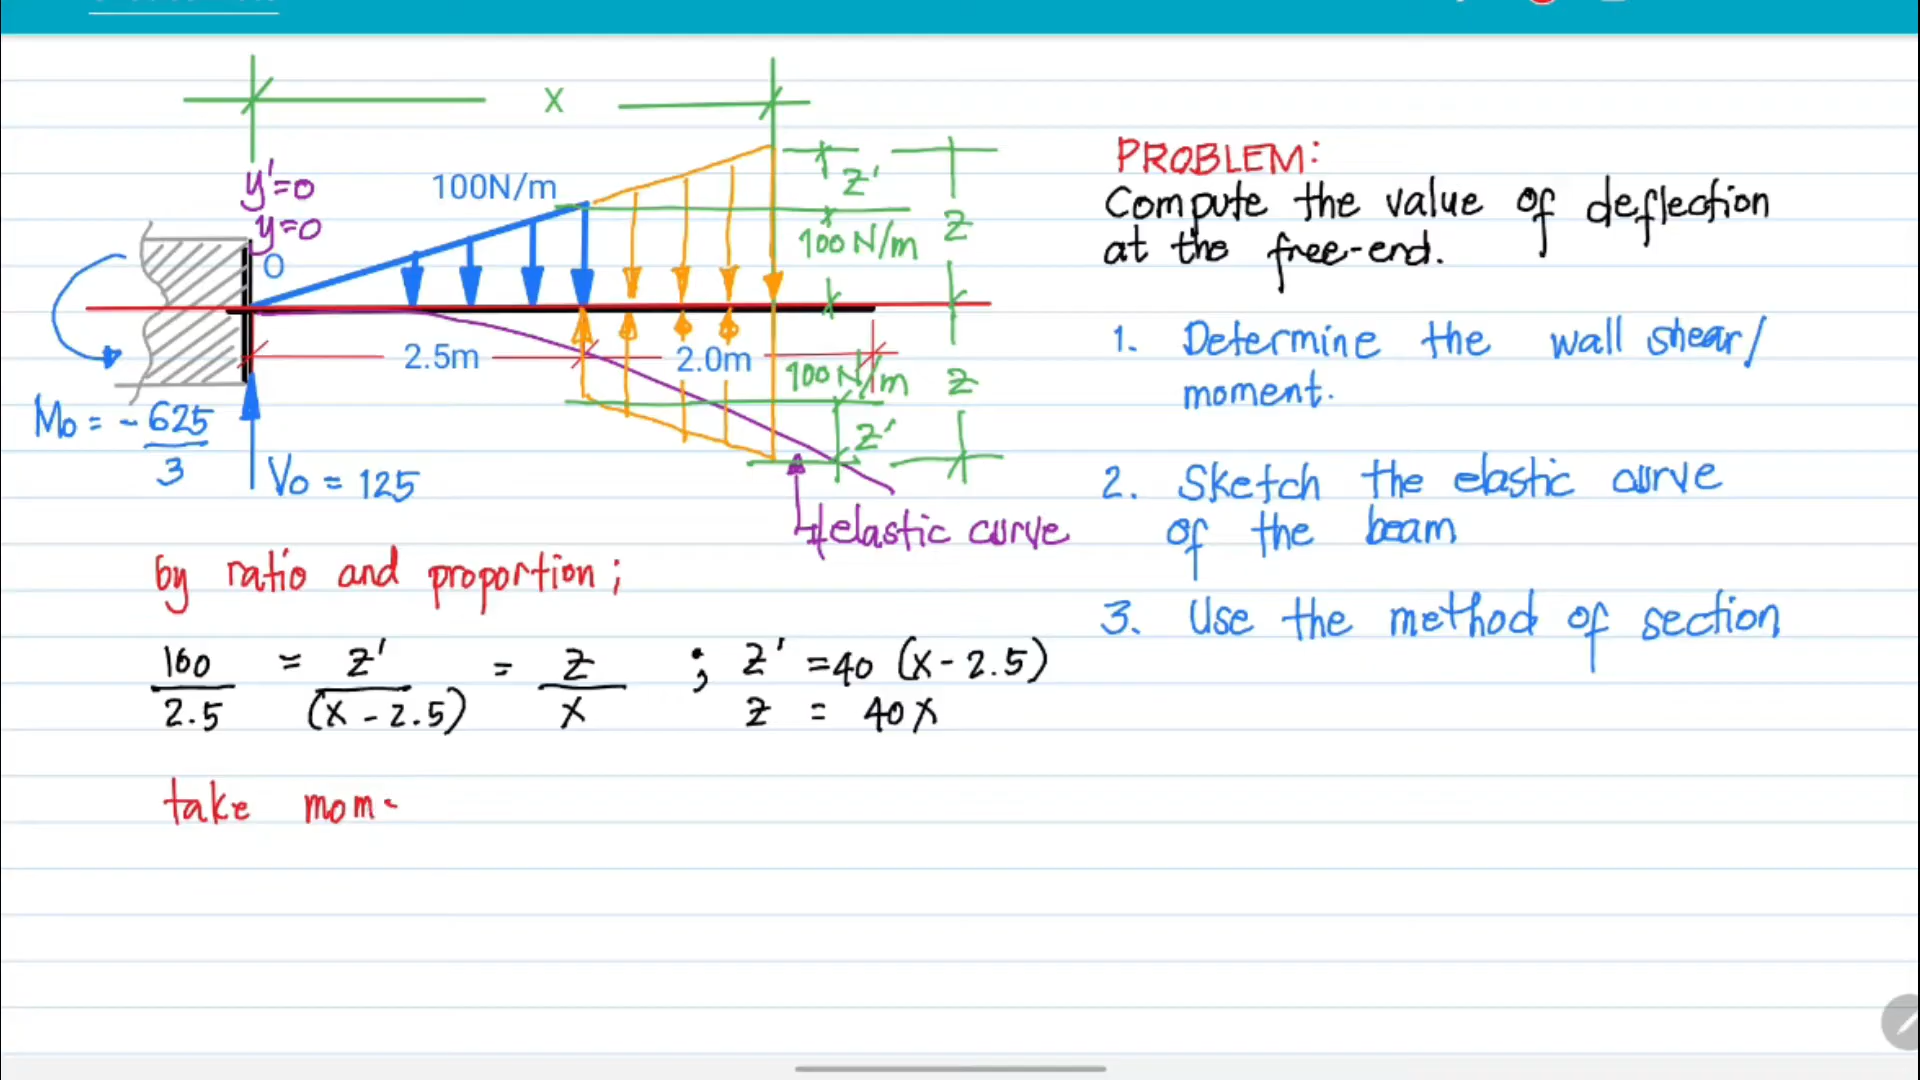 X
y'=0
y=0
100N/m
z'
100 N/m
z
0
2.5m
2.0m
100 N/m
z
z'
Mo = -625/3
Vo = 125
elastic curve
by ratio and proportion;
100/2.5 = z'/(x-2.5) = z/x ; z' = 40 (x-2.5)
z = 40x
take mom
PROBLEM:
Compute the value of deflection
at the free-end.
1. Determine the wall shear/
moment.
2. Sketch the elastic curve
of the beam
3. Use the method of section